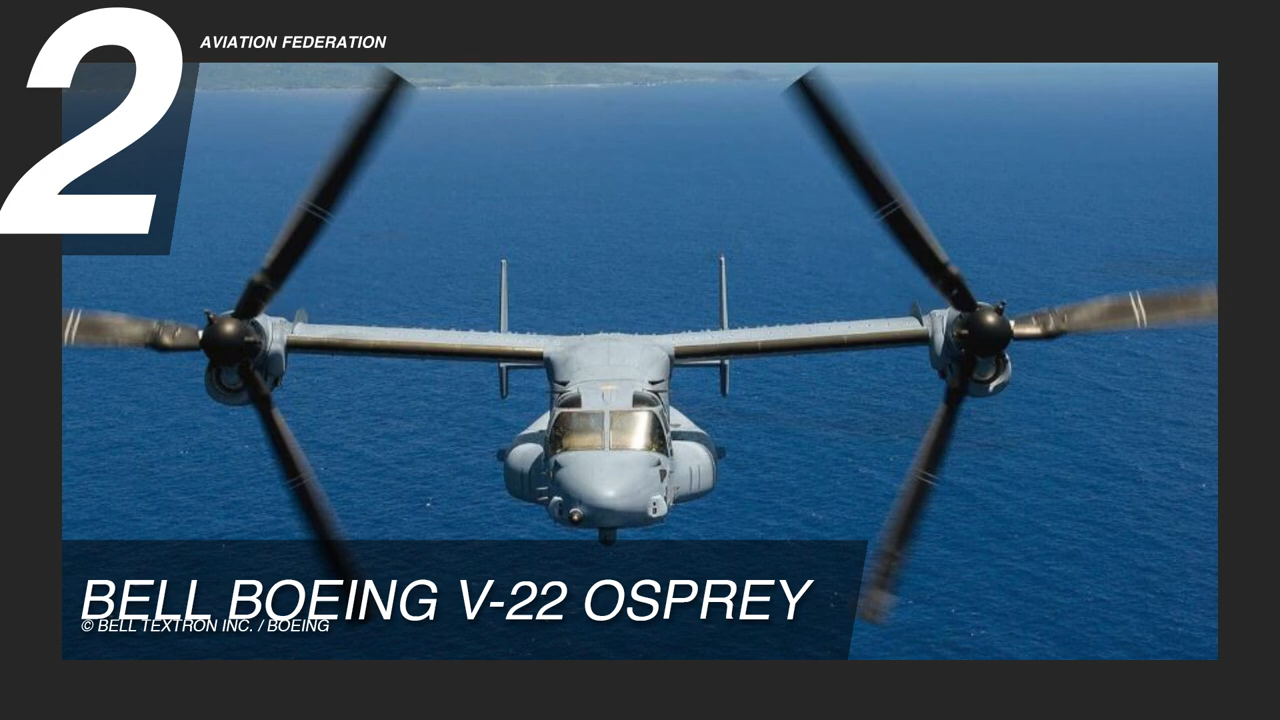 2
AVIATION FEDERATION
BELL BOEING V-22 OSPREY
© BELL TEXTRON INC. / BOEING